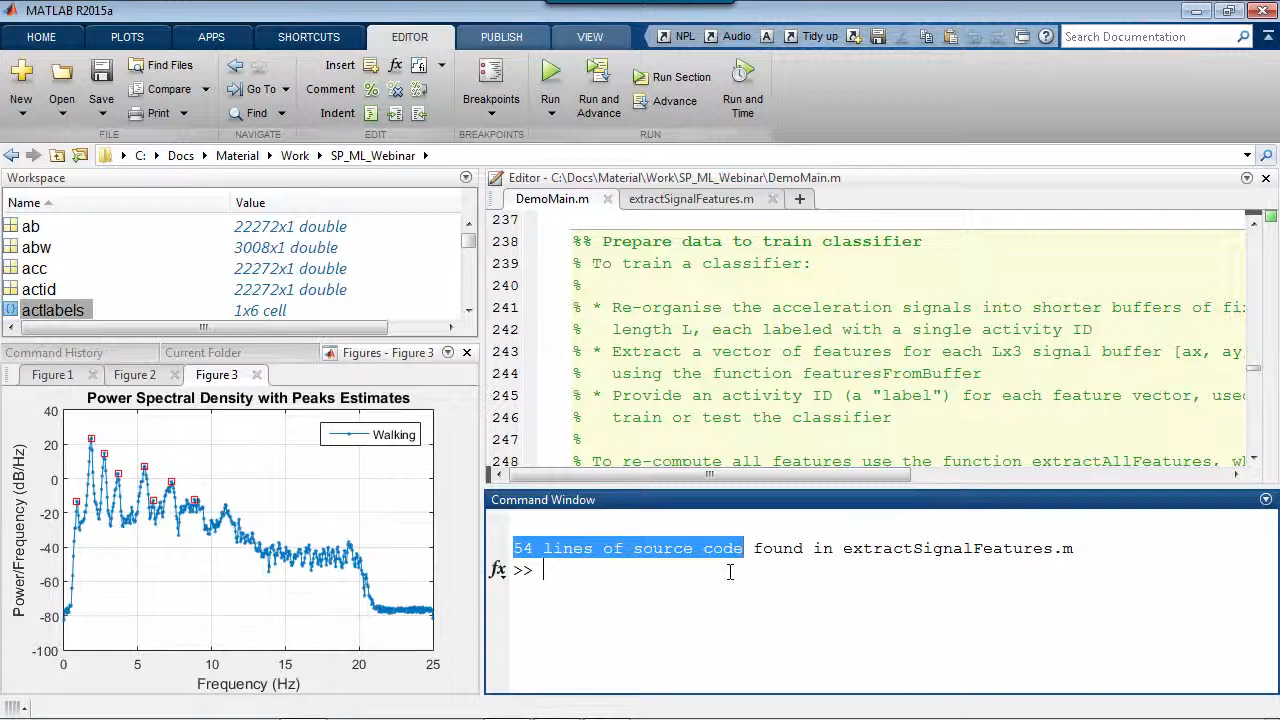 MATLAB R2015a
HOME PLOTS APPS SHORTCUTS EDITOR PUBLISH VIEW NPL Audio A Tidy up Search Documentation
New Open Save Find Files Compare Print
Insert fx
Comment %
Indent
Go To
Find
Breakpoints Run Run and Advance Run Section Advance Run and Time
FILE NAVIGATE EDIT BREAKPOINTS RUN
C: Docs Material Work SP_ML_Webinar
Workspace
Name Value
ab 22272x1 double
abw 3008x1 double
acc 22272x1 double
actid 22272x1 double
actlabels 1x6 cell
Command History Current Folder Figures - Figure 3
Figure 1 Figure 2 Figure 3
Power Spectral Density with Peaks Estimates
Walking
Power/Frequency (dB/Hz)
40
20
0
-20
-40
-60
-80
-100
0 5 10 15 20 25
Frequency (Hz)
Editor - C:\Docs\Material\Work\SP_ML_Webinar\DemoMain.m
DemoMain.m extractSignalFeatures.m
237
238 %% Prepare data to train classifier
239 % To train a classifier:
240 %
241 % * Re-organise the acceleration signals into shorter buffers of
242 % length L, each labeled with a single activity ID
243 % * Extract a vector of features for each Lx3 signal buffer [ax, ay
244 % using the function featuresFromBuffer
245 % * Provide an activity ID (a "label") for each feature vector,
246 % train or test the classifier
247 %
248 % To re-compute all features use the function extractAllFeatures,
Command Window
54 lines of source code found in extractSignalFeatures.m
fx >>